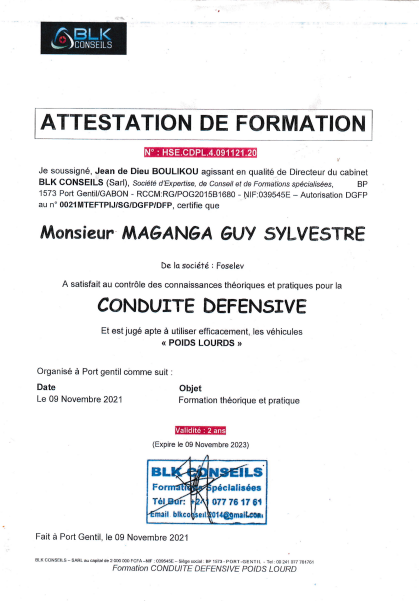 BLK
CONSEILS
ATTESTATION DE FORMATION
N° : HSE.CDPL.4.091121.20
Je soussigné, Jean de Dieu BOULIKOU agissant en qualité de Directeur du cabinet
BLK CONSEILS (Sarl), Société d'Expertise, de Conseil et de Formations spécialisées, BP
1573 Port Gentil/GABON - RCCM:RG/POG2015B1680 - NIF:039545E – Autorisation DGFP
au n° 0021MTEFTPIJ/SG/DGFP/DFP, certifie que
Monsieur MAGANGA GUY SYLVESTRE
De la société : Foselev
A satisfait au contrôle des connaissances théoriques et pratiques pour la
CONDUITE DEFENSIVE
Et est jugé apte à utiliser efficacement, les véhicules
« POIDS LOURDS »
Organisé à Port gentil comme suit :
Date Objet
Le 09 Novembre 2021 Formation théorique et pratique
Validité : 2 ans
(Expire le 09 Novembre 2023)
BLK CONSEILS
Formations Spécialisées
Tél Bur: +241 077 76 17 61
Email blkconseil2014@gmail.com
Fait à Port Gentil, le 09 Novembre 2021
BLK CONSEILS – SARL au capital de 2 000.000 FCFA - NIF : 039545E – Siège social : BP 1573 - PORT-GENTIL – Tel : 00 241 077 761761
Formation CONDUITE DEFENSIVE POIDS LOURD